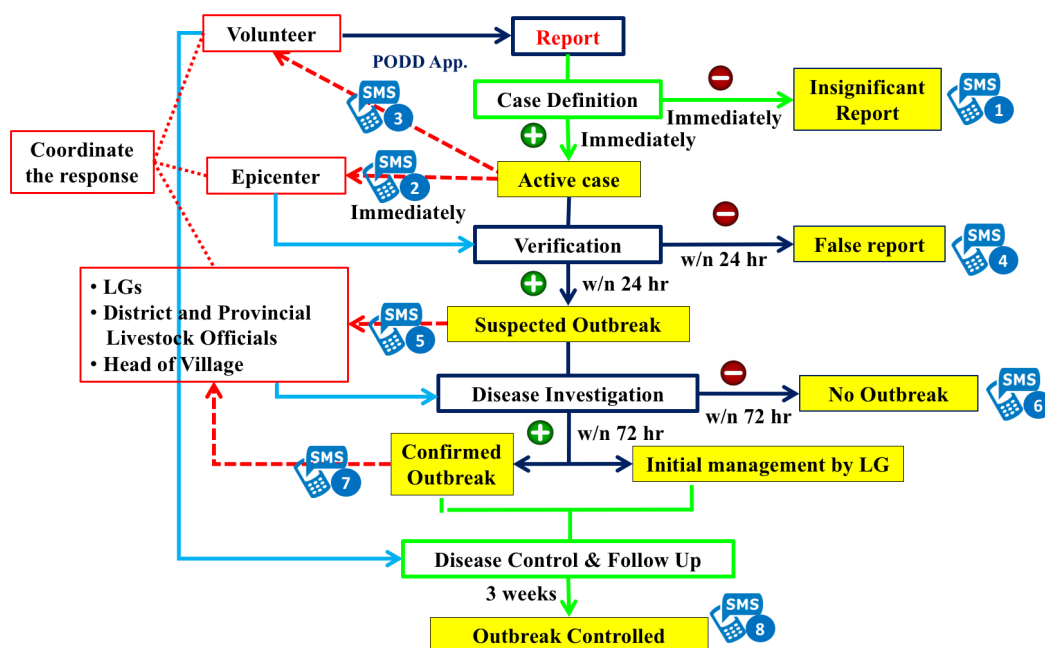 Volunteer
Report
PODD App.
SMS
3
Case Definition
Immediately
Insignificant
Report
SMS
1
Immediately
Coordinate
the response
Epicenter
SMS
2
Immediately
Active case
Verification
w/n 24 hr
False report
SMS
4
w/n 24 hr
• LGs
• District and Provincial
Livestock Officials
• Head of Village
SMS
5
Suspected Outbreak
Disease Investigation
w/n 72 hr
No Outbreak
SMS
6
w/n 72 hr
SMS
7
Confirmed
Outbreak
Initial management by LG
Disease Control & Follow Up
3 weeks
Outbreak Controlled
SMS
8